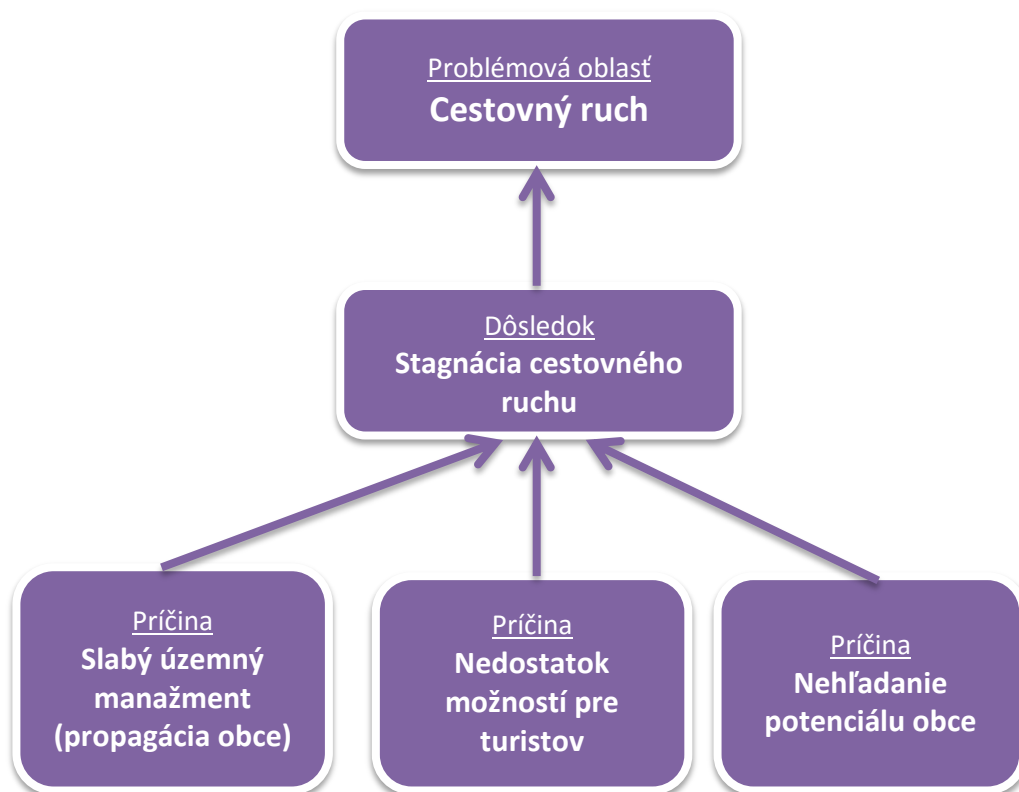 Problémová oblasť
Cestovný ruch
Dôsledok
Stagnácia cestovného
ruchu
Príčina
Slabý územný
manažment
(propagácia obce)
Príčina
Nedostatok
možností pre
turistov
Príčina
Nehľadanie
potenciálu obce